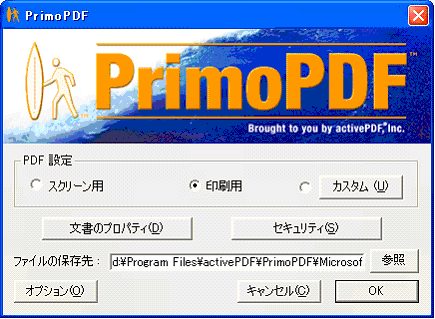 PrimoPDF
PrimoPDF™
Brought to you by activePDF,® Inc.
PDF 設定
スクリーン用 印刷用 カスタム (U)
文書のプロパティ(D) セキュリティ(S)
ファイルの保存先： d:¥Program Files¥activePDF¥PrimoPDF¥Microsof 参照
オプション(O) キャンセル(C) OK